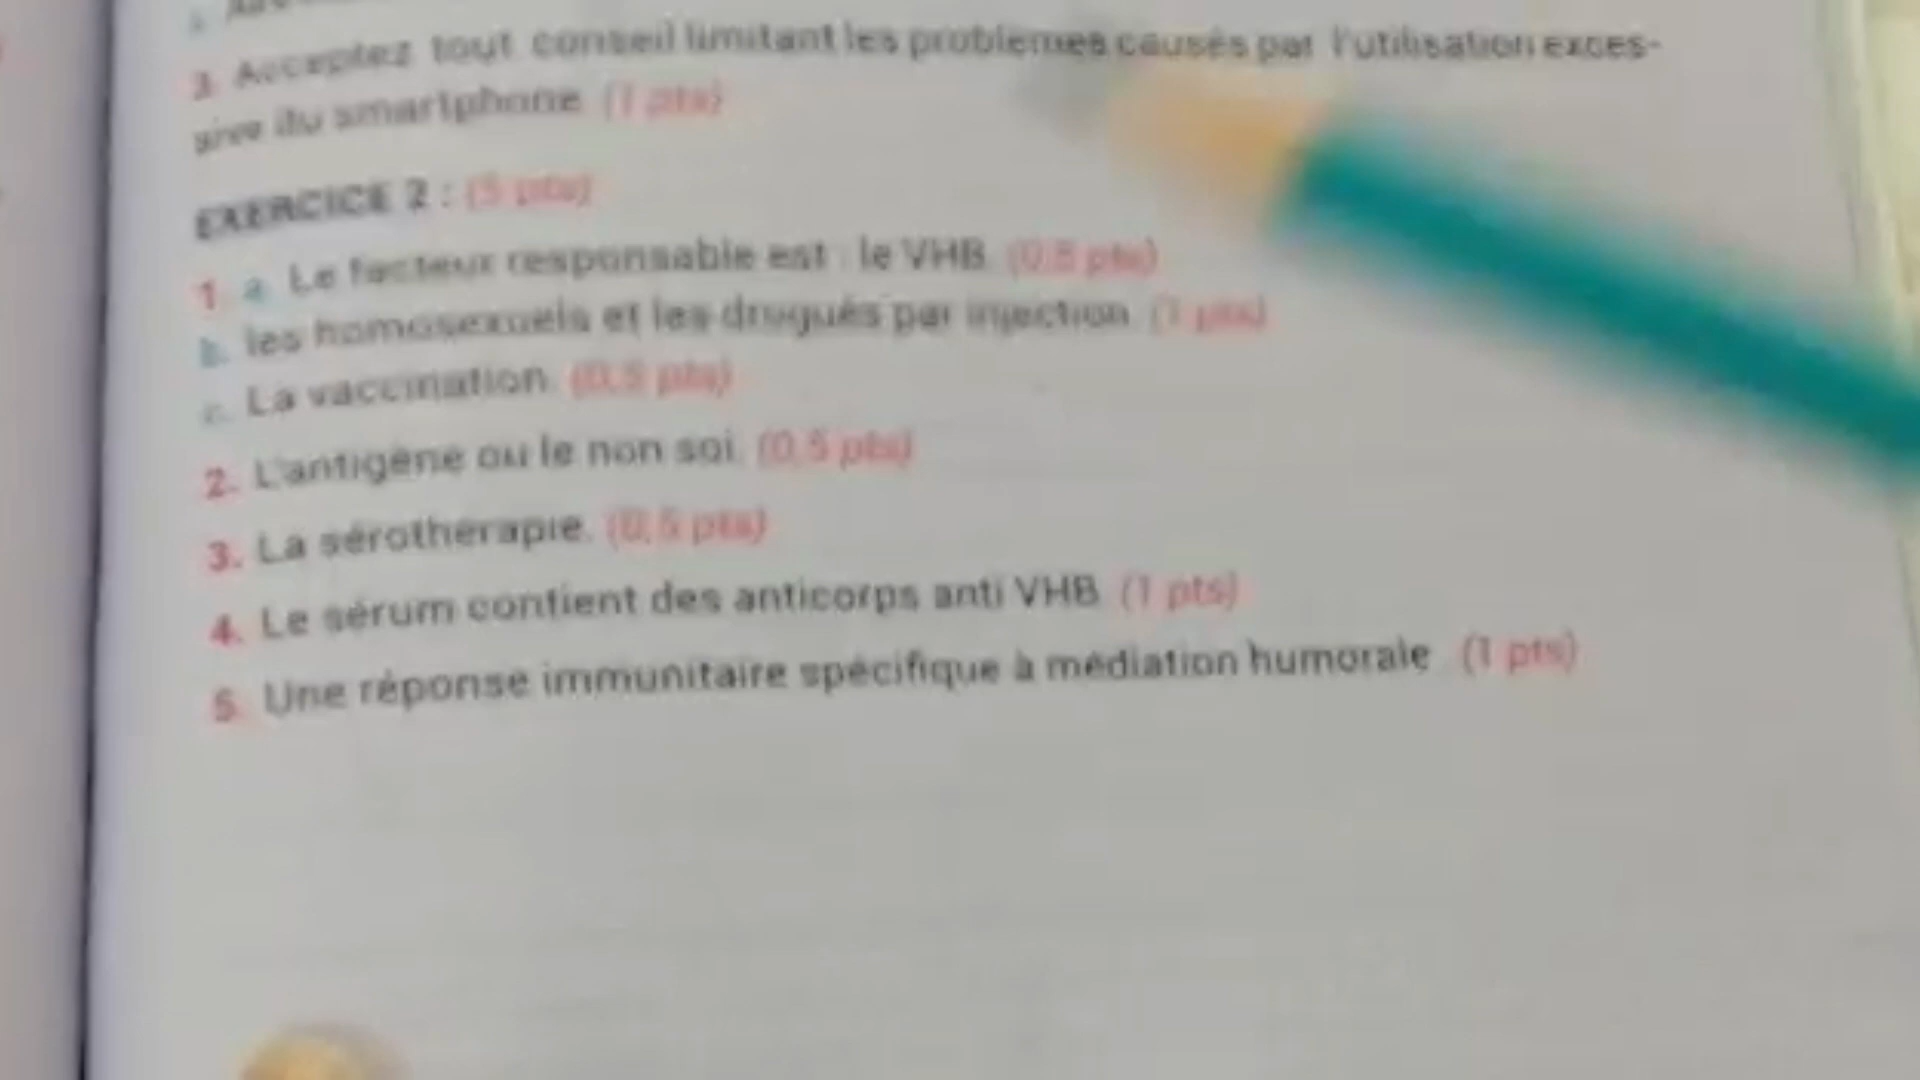 3. Acceptez tout conseil limitant les problèmes causés par l'utilisation exces-
sive du smartphone. (1 pts)
EXERCICE 2 : (5 pts)
1. a. Le facteur responsable est : le VHB. (0,5 pts)
b. les homosexuels et les drogués par injection. (1 pts)
c. La vaccination. (0,5 pts)
2. L'antigène ou le non soi. (0,5 pts)
3. La sérothérapie. (0,5 pts)
4. Le sérum contient des anticorps anti VHB. (1 pts)
5. Une réponse immunitaire spécifique à médiation humorale. (1 pts)